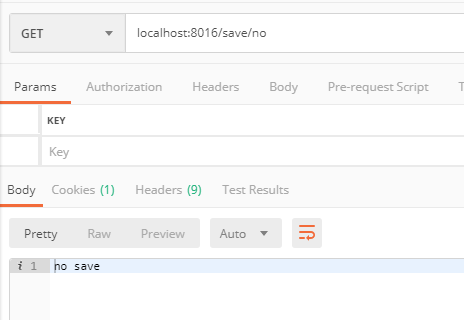 GET localhost:8016/save/no
Params Authorization Headers Body Pre-request Script
KEY
Key
Body Cookies (1) Headers (9) Test Results
Pretty Raw Preview Auto
i 1 no save